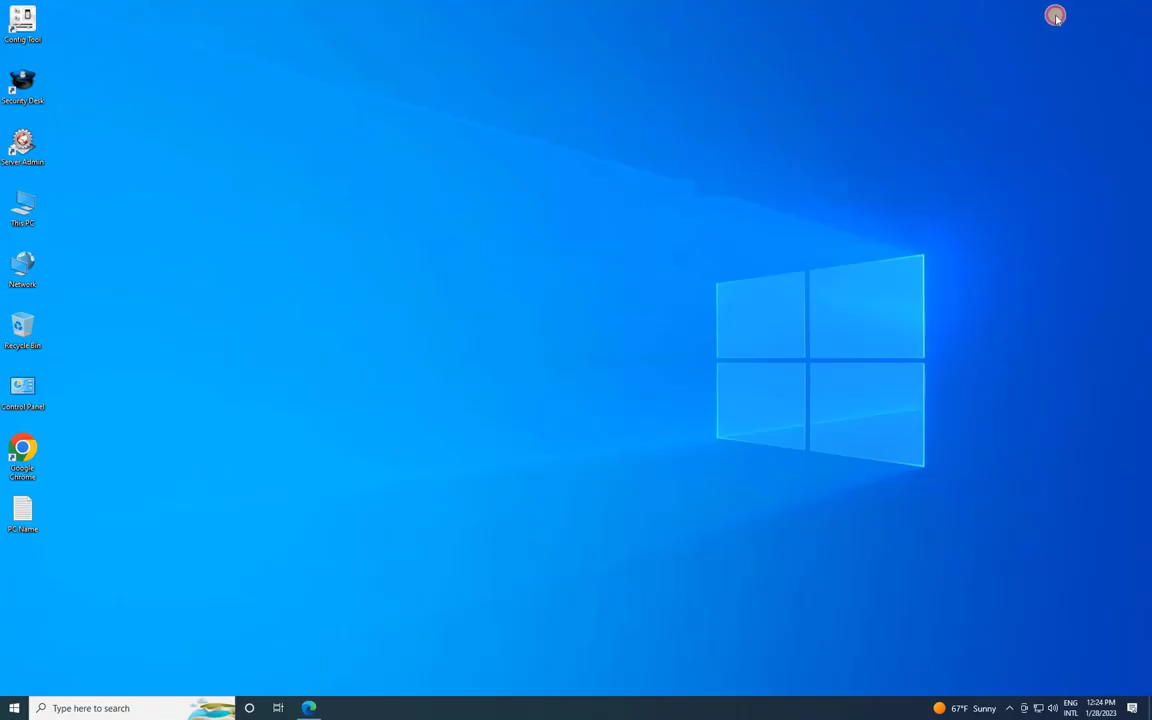 Config Tool
Security Desk
Server Admin
This PC
Network
Recycle Bin
Control Panel
Google
Chrome
PC Name
Type here to search
67°F Sunny
ENG
INTL
12:24 PM
1/28/2023